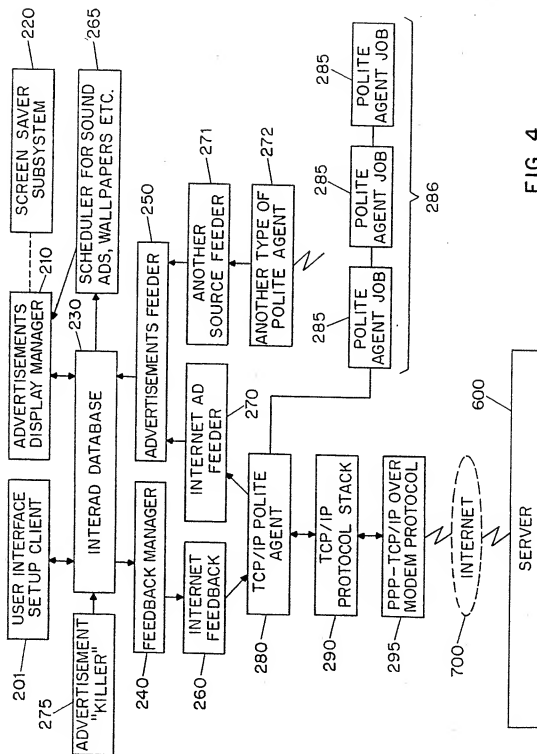 220
SCREEN SAVER
SUBSYSTEM
265
SCHEDULER FOR SOUND
ADS, WALLPAPERS ETC.
210
ADVERTISEMENTS
DISPLAY MANAGER
230
INTERAD DATABASE
USER INTERFACE
SETUP CLIENT
201
275
ADVERTISEMENT
"KILLER"
250
ADVERTISEMENTS FEEDER
271
ANOTHER
SOURCE FEEDER
272
ANOTHER TYPE OF
POLITE AGENT
FEEDBACK MANAGER
240
INTERNET AD
FEEDER
270
INTERNET
FEEDBACK
260
TCP/IP POLITE
AGENT
280
285
POLITE
AGENT JOB
285
POLITE
AGENT JOB
285
POLITE
AGENT JOB
286
TCP/IP
PROTOCOL STACK
290
PPP-TCP/IP OVER
MODEM PROTOCOL
295
INTERNET
700
600
SERVER
FIG. 4